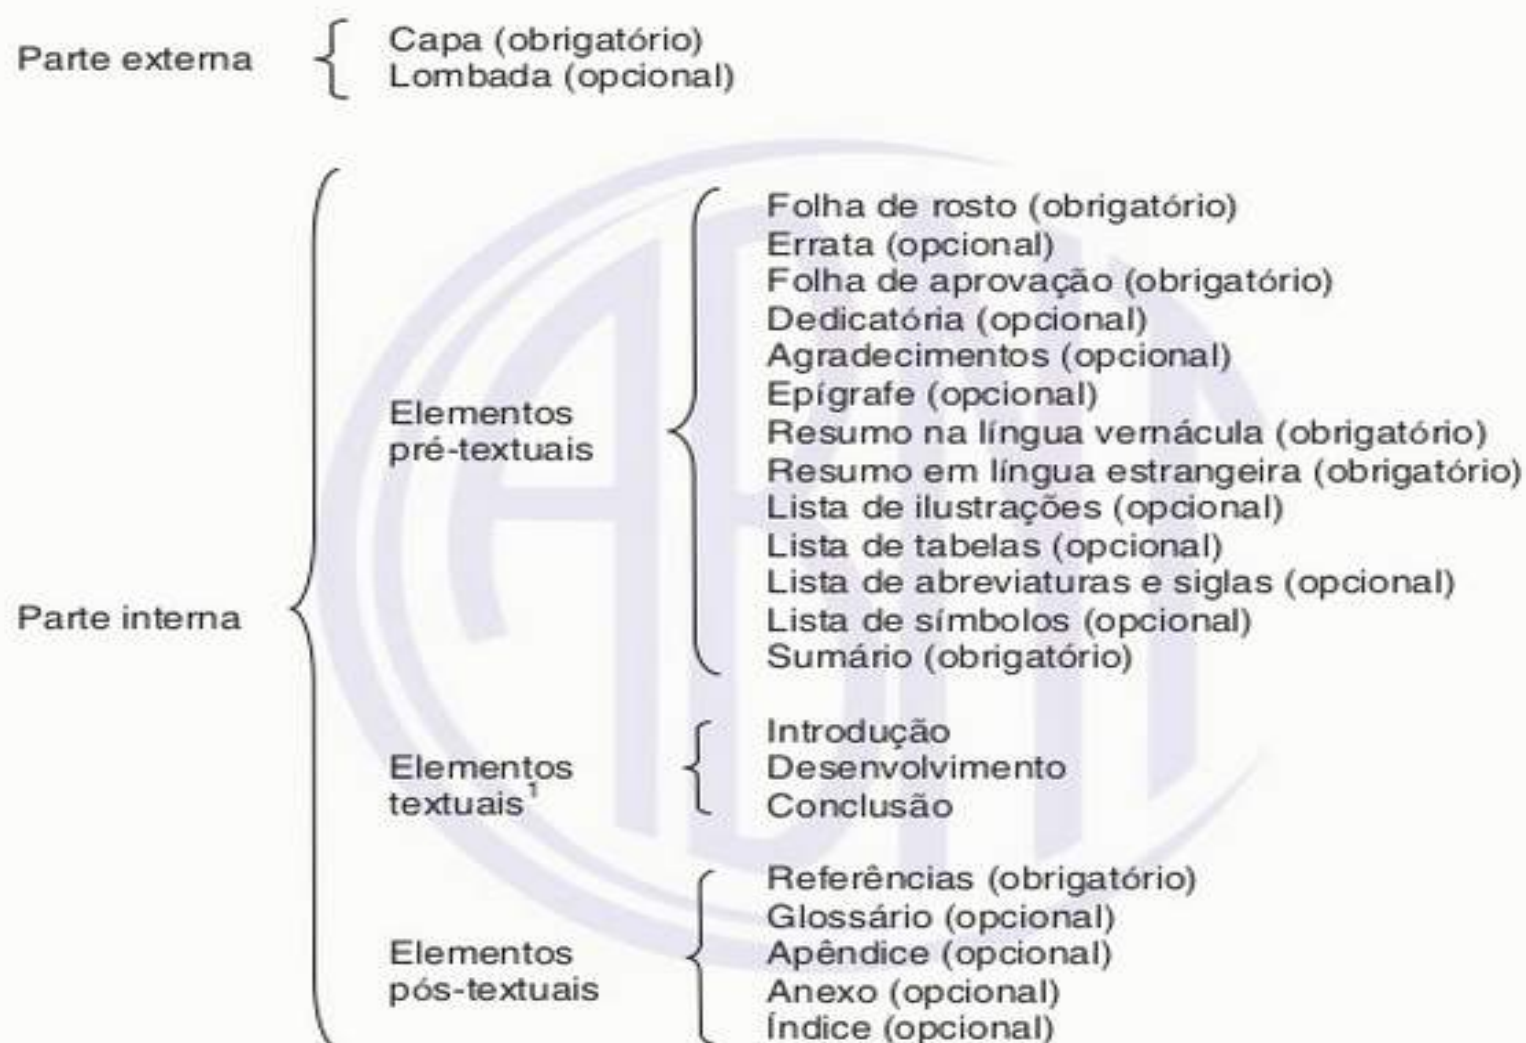 Parte externa
Capa (obrigatório)
Lombada (opcional)
Parte interna
Elementos
pré-textuais
Folha de rosto (obrigatório)
Errata (opcional)
Folha de aprovação (obrigatório)
Dedicatória (opcional)
Agradecimentos (opcional)
Epígrafe (opcional)
Resumo na língua vernácula (obrigatório)
Resumo em língua estrangeira (obrigatório)
Lista de ilustrações (opcional)
Lista de tabelas (opcional)
Lista de abreviaturas e siglas (opcional)
Lista de símbolos (opcional)
Sumário (obrigatório)
Elementos
textuais¹
Introdução
Desenvolvimento
Conclusão
Elementos
pós-textuais
Referências (obrigatório)
Glossário (opcional)
Apêndice (opcional)
Anexo (opcional)
Índice (opcional)
ABNT